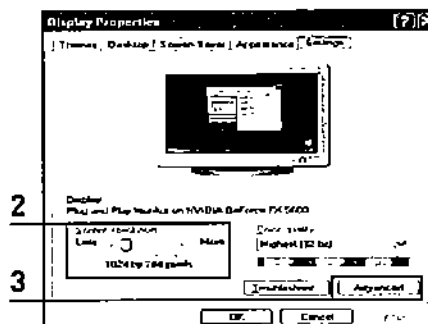 Display Properties
Themes Desktop Screen Saver Appearance Settings
Display:
Plug and Play Monitor on NVIDIA GeForce FX 5600
2
Screen resolution
Color quality
Less More
Highest (32 bit)
1024 by 768 pixels
3
Troubleshoot Advanced
OK Cancel